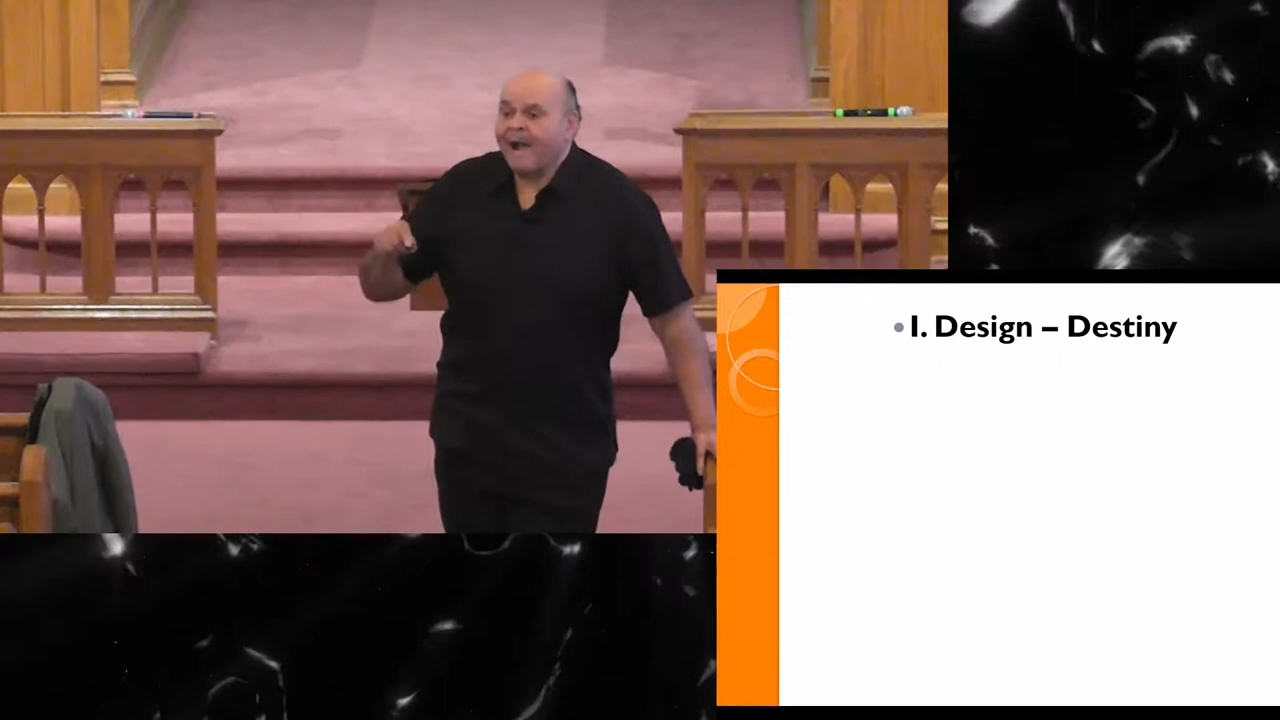 • I. Design – Destiny